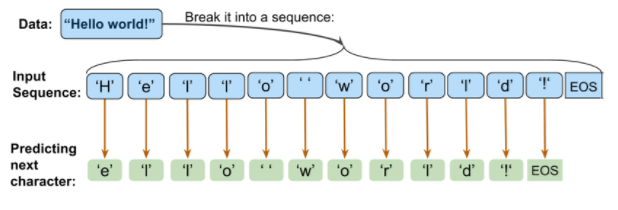 Data: “Hello world!” Break it into a sequence:
Input Sequence: ‘H’ ‘e’ ‘l’ ‘l’ ‘o’ ‘ ‘ ‘w’ ‘o’ ‘r’ ‘l’ ‘d’ ‘!‘ EOS
Predicting next character: ‘e’ ‘l’ ‘l’ ‘o’ ‘ ‘ ‘w’ ‘o’ ‘r’ ‘l’ ‘d’ ‘!‘ EOS